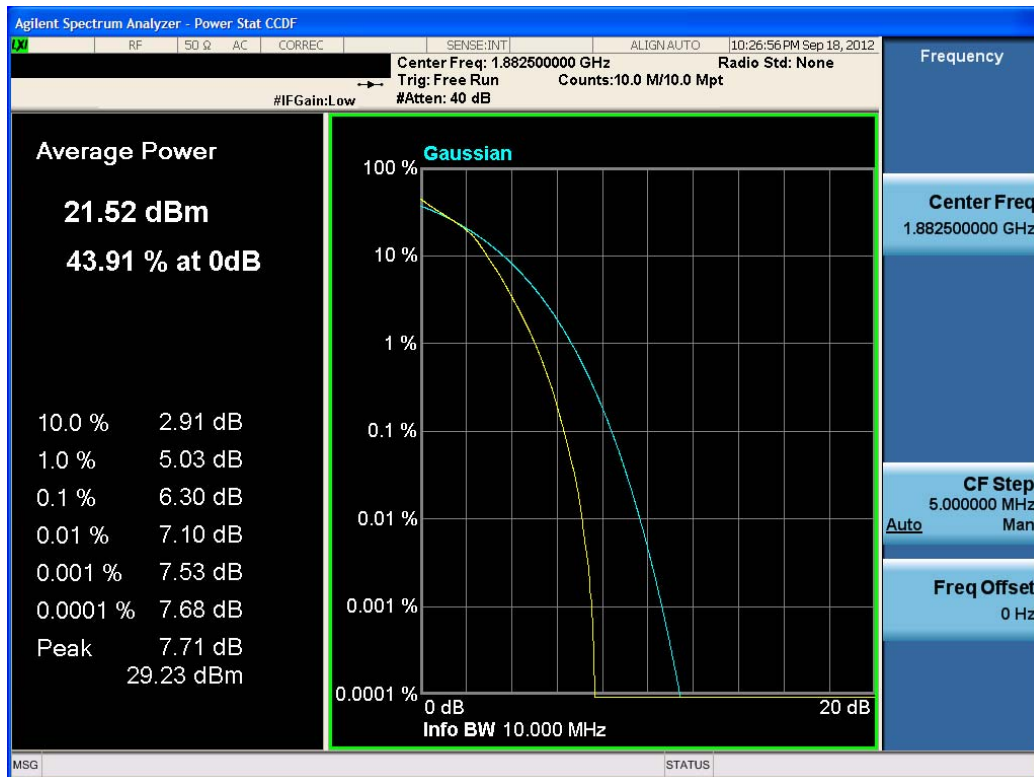 Agilent Spectrum Analyzer - Power Stat CCDF
LXI RF 50 Ω AC CORREC SENSE:INT ALIGN AUTO 10:26:56 PM Sep 18, 2012
Center Freq: 1.882500000 GHz Radio Std: None
Trig: Free Run Counts:10.0 M/10.0 Mpt
#IFGain:Low #Atten: 40 dB
Frequency
Average Power
21.52 dBm
43.91 % at 0dB
10.0 % 2.91 dB
1.0 % 5.03 dB
0.1 % 6.30 dB
0.01 % 7.10 dB
0.001 % 7.53 dB
0.0001 % 7.68 dB
Peak 7.71 dB
29.23 dBm
Gaussian
100 %
10 %
1 %
0.1 %
0.01 %
0.001 %
0.0001 %
0 dB 20 dB
Info BW 10.000 MHz
Center Freq
1.882500000 GHz
CF Step
5.000000 MHz
Auto Man
Freq Offset
0 Hz
MSG STATUS